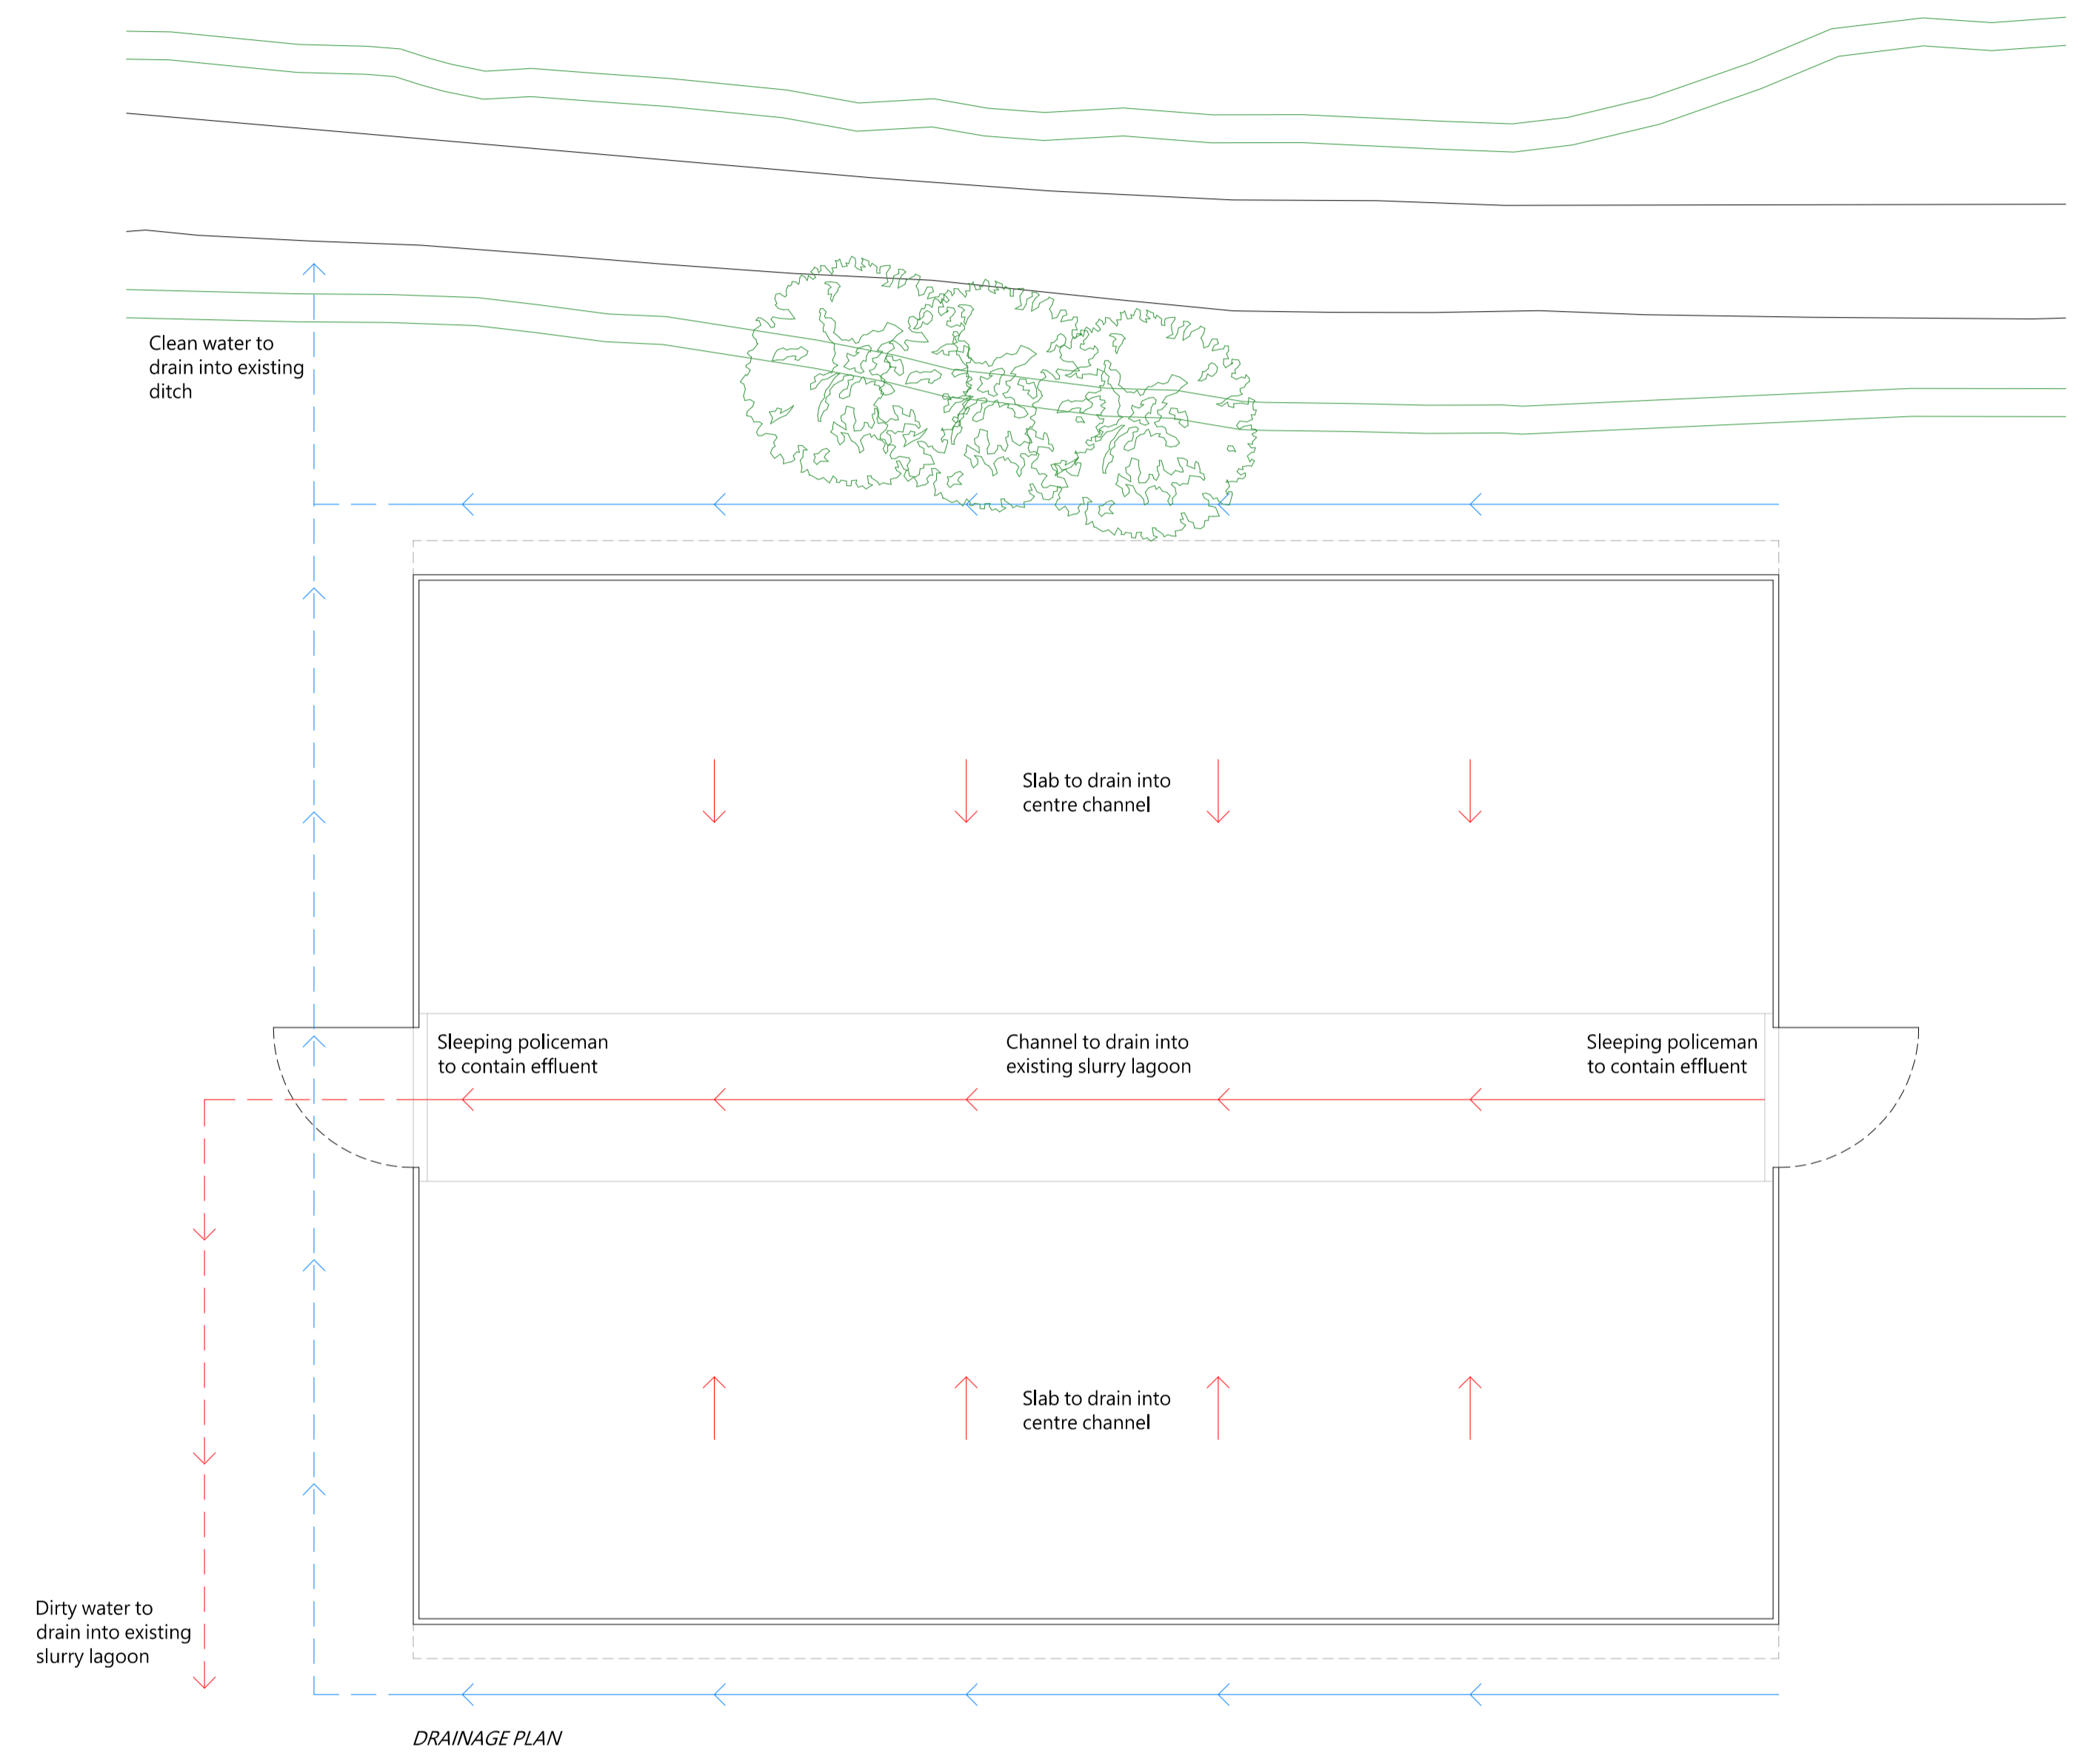 Clean water to
drain into existing
ditch
Slab to drain into
centre channel
Sleeping policeman
to contain effluent
Channel to drain into
existing slurry lagoon
Sleeping policeman
to contain effluent
Slab to drain into
centre channel
Dirty water to
drain into existing
slurry lagoon
DRAINAGE PLAN